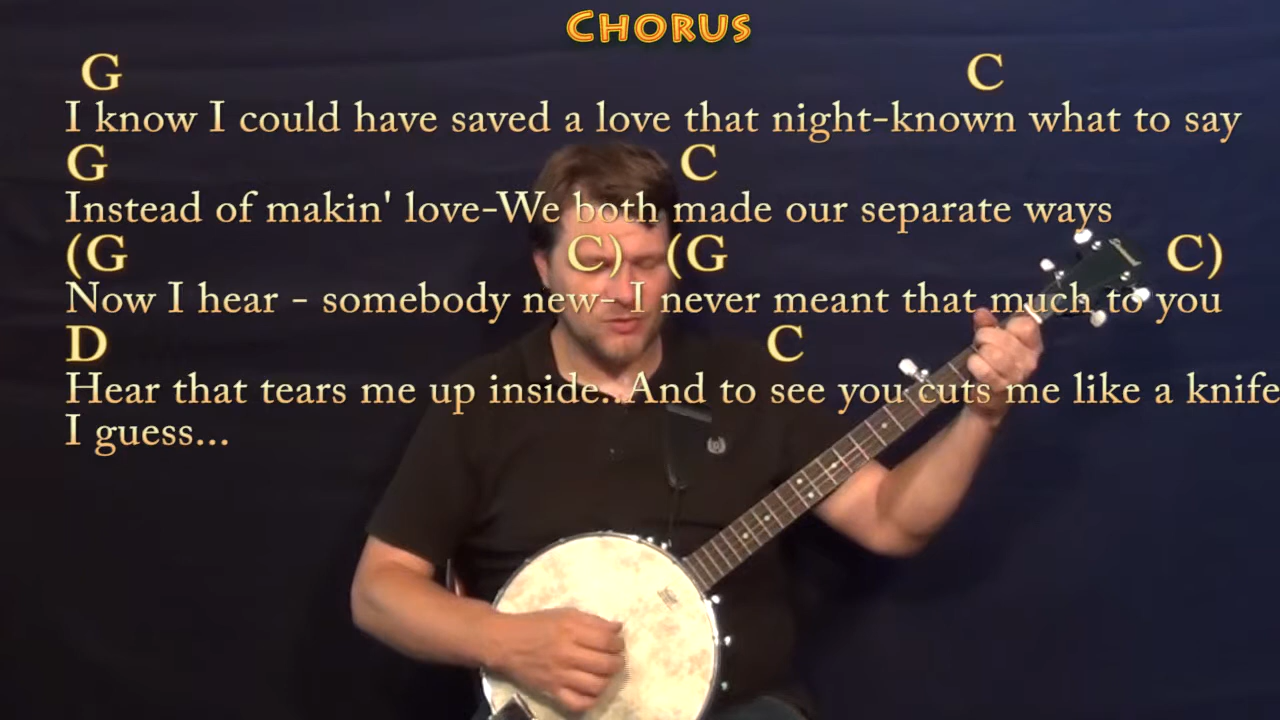 CHORUS
G C
I know I could have saved a love that night-known what to say
G C
Instead of makin' love-We both made our separate ways
(G C) (G C)
Now I hear - somebody new- I never meant that much to you
D C
Hear that tears me up inside..And to see you cuts me like a knife
I guess...